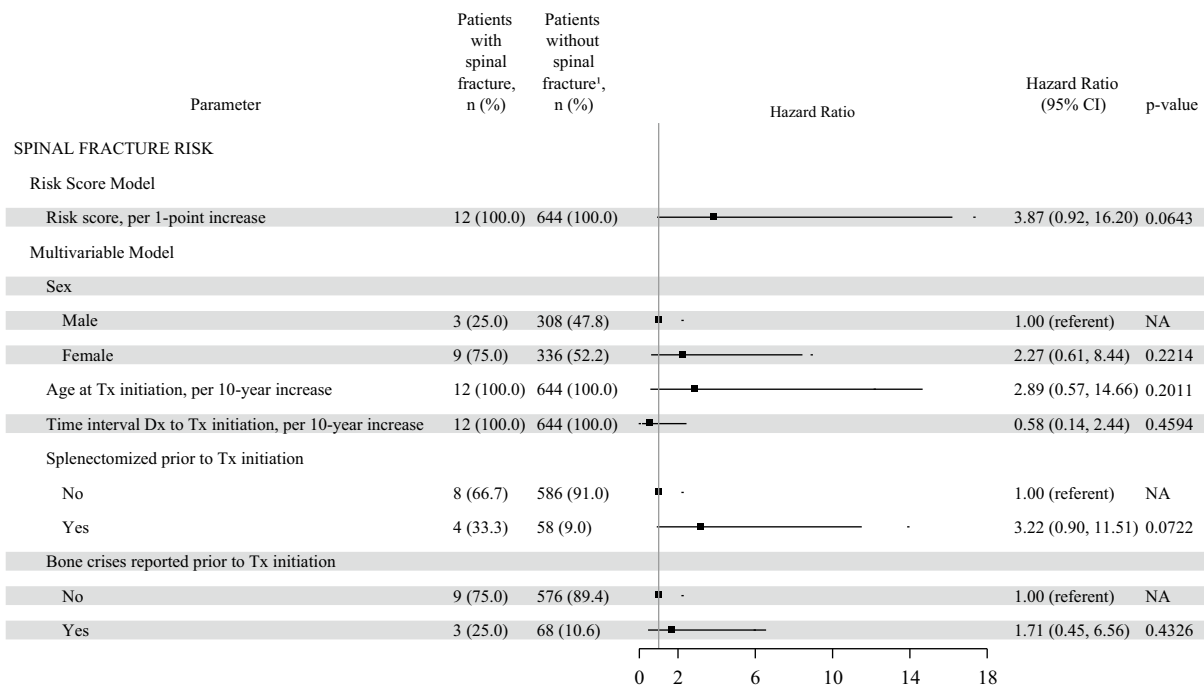 Parameter
Patients
with
spinal
fracture,
n (%)
Patients
without
spinal
fracture¹,
n (%)
Hazard Ratio
Hazard Ratio
(95% CI)
p-value
SPINAL FRACTURE RISK
Risk Score Model
Risk score, per 1-point increase 12 (100.0) 644 (100.0) 3.87 (0.92, 16.20) 0.0643
Multivariable Model
Sex
Male 3 (25.0) 308 (47.8) 1.00 (referent) NA
Female 9 (75.0) 336 (52.2) 2.27 (0.61, 8.44) 0.2214
Age at Tx initiation, per 10-year increase 12 (100.0) 644 (100.0) 2.89 (0.57, 14.66) 0.2011
Time interval Dx to Tx initiation, per 10-year increase 12 (100.0) 644 (100.0) 0.58 (0.14, 2.44) 0.4594
Splenectomized prior to Tx initiation
No 8 (66.7) 586 (91.0) 1.00 (referent) NA
Yes 4 (33.3) 58 (9.0) 3.22 (0.90, 11.51) 0.0722
Bone crises reported prior to Tx initiation
No 9 (75.0) 576 (89.4) 1.00 (referent) NA
Yes 3 (25.0) 68 (10.6) 1.71 (0.45, 6.56) 0.4326
0 2 6 10 14 18